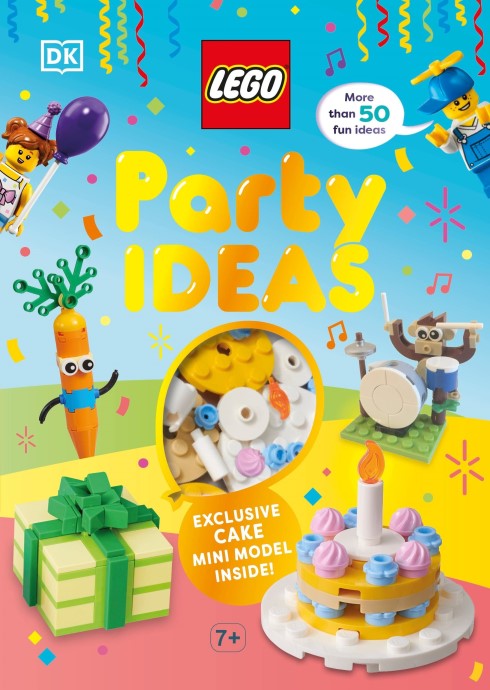 DK
LEGO
More
than 50
fun ideas
Party
IDEAS
EXCLUSIVE
CAKE
MINI MODEL
INSIDE!
7+